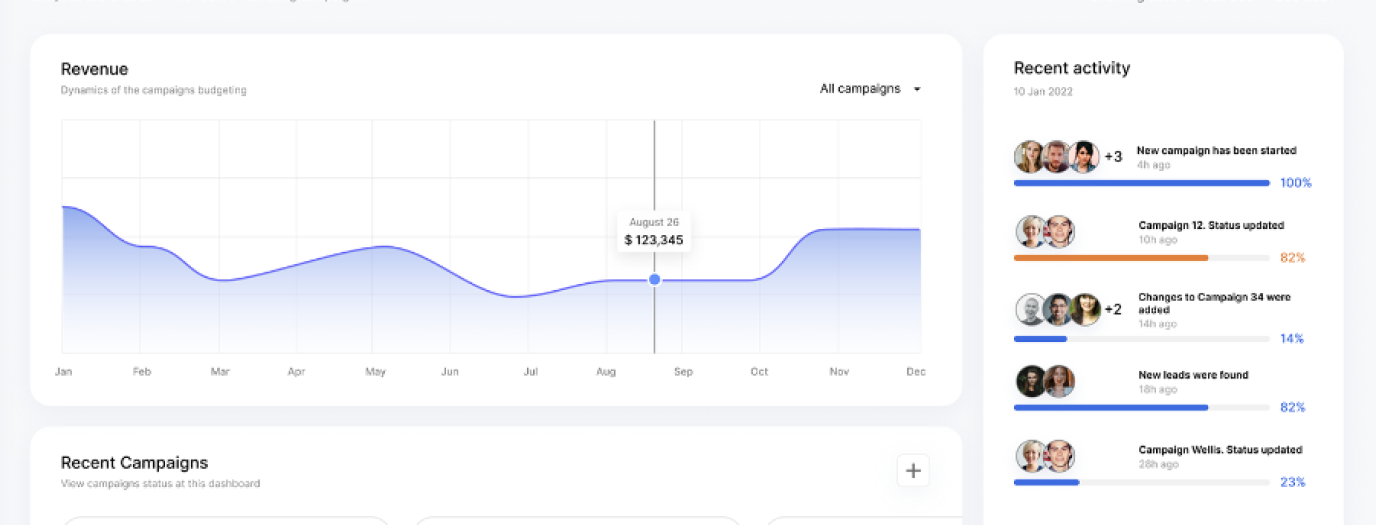 Revenue
Dynamics of the campaigns budgeting
All campaigns
August 26
$ 123,345
Jan Feb Mar Apr May Jun Jul Aug Sep Oct Nov Dec
Recent Campaigns
View campaigns status at this dashboard
Recent activity
10 Jan 2022
+3
New campaign has been started
4h ago
100%
Campaign 12. Status updated
10h ago
82%
+2
Changes to Campaign 34 were
added
14h ago
14%
New leads were found
18h ago
82%
Campaign Wellis. Status updated
28h ago
23%